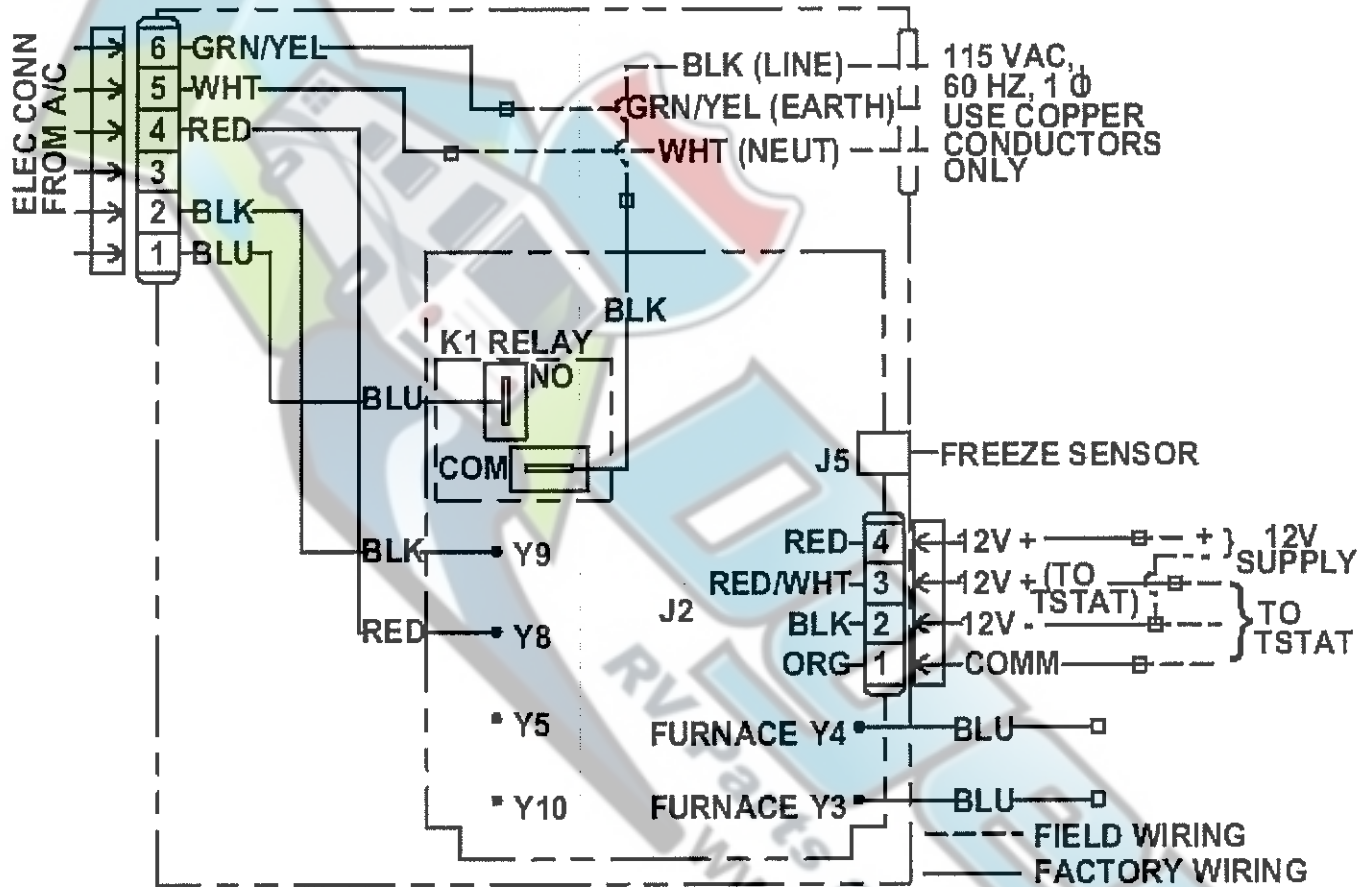 ELEC CONN
FROM A/C
6 GRN/YEL
5 WHT
4 RED
3
2 BLK
1 BLU
BLK (LINE)
GRN/YEL (EARTH)
WHT (NEUT)
115 VAC,
60 HZ, 1 Φ
USE COPPER
CONDUCTORS
ONLY
BLK
K1 RELAY
NO
BLU
COM
J5
FREEZE SENSOR
BLK Y9
RED Y8
Y5
Y10
J2
RED 4 12V + + } 12V
SUPPLY
RED/WHT 3 12V + (TO
TSTAT)
BLK 2 12V -
ORG 1 COMM
} TO
TSTAT
FURNACE Y4 BLU
FURNACE Y3 BLU
FIELD WIRING
FACTORY WIRING
RV Parts